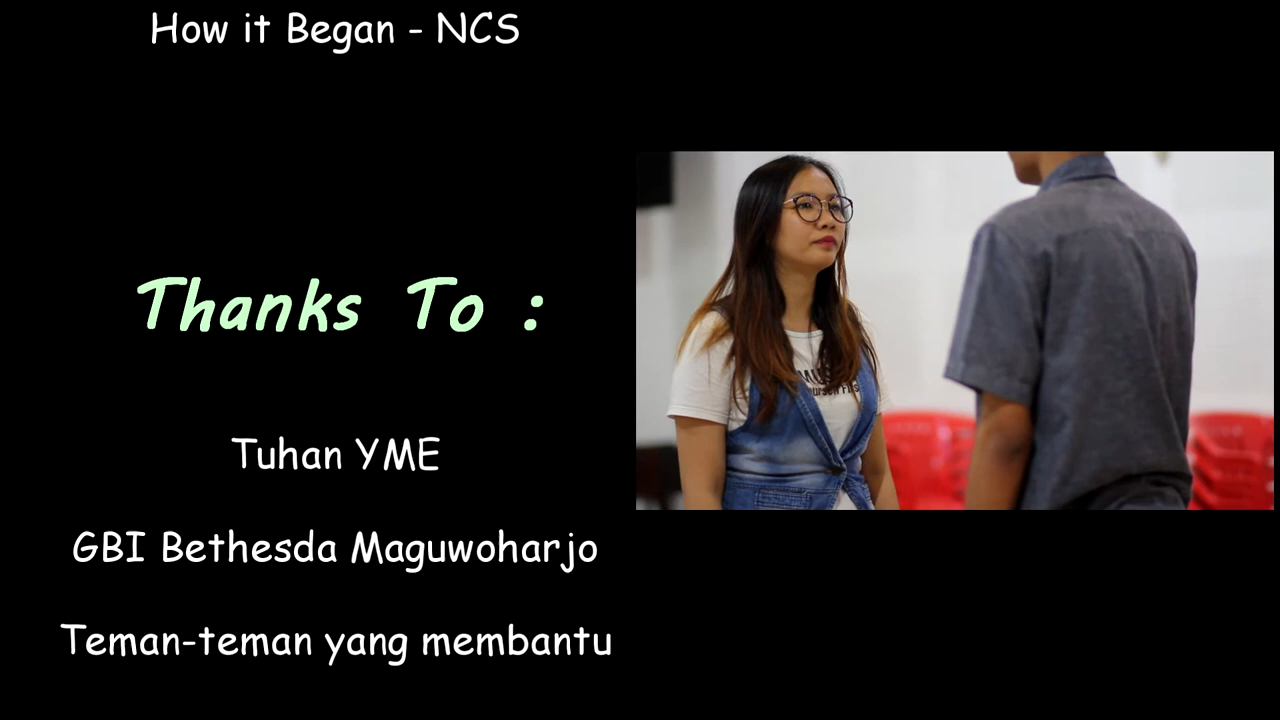 How it Began - NCS
Thanks To :
Tuhan YME
GBI Bethesda Maguwoharjo
Teman-teman yang membantu